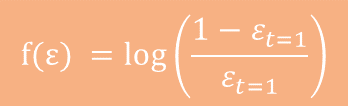 f(ε) = log((1 − ε_{t=1}) / ε_{t=1})